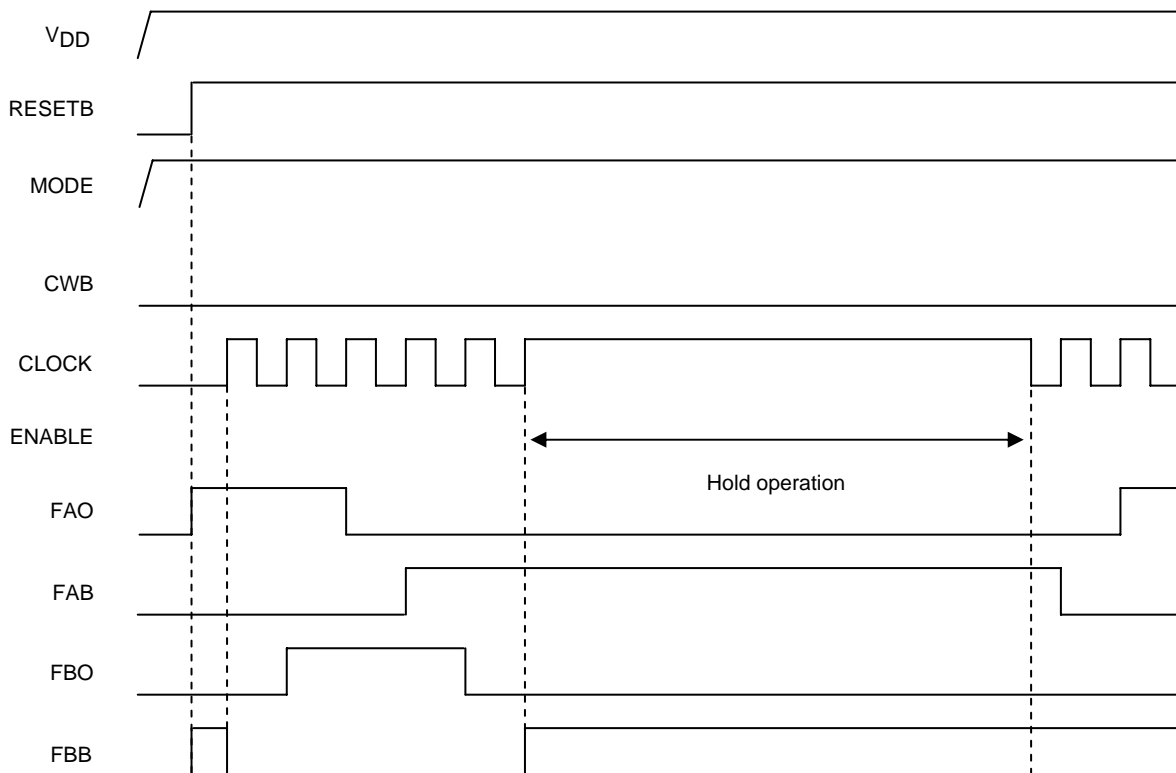 VDD
RESETB
MODE
CWB
CLOCK
ENABLE
Hold operation
FAO
FAB
FBO
FBB